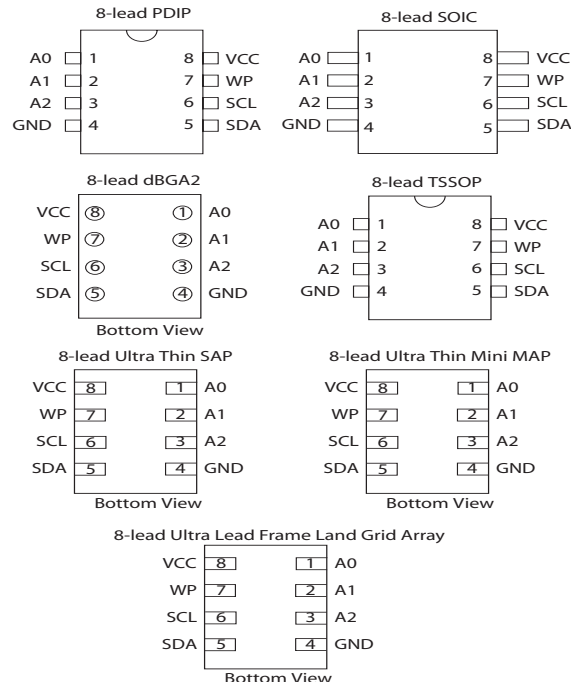 8-lead PDIP
A0 1 8 VCC
A1 2 7 WP
A2 3 6 SCL
GND 4 5 SDA
8-lead SOIC
A0 1 8 VCC
A1 2 7 WP
A2 3 6 SCL
GND 4 5 SDA
8-lead dBGA2
VCC 8 1 A0
WP 7 2 A1
SCL 6 3 A2
SDA 5 4 GND
Bottom View
8-lead TSSOP
A0 1 8 VCC
A1 2 7 WP
A2 3 6 SCL
GND 4 5 SDA
8-lead Ultra Thin SAP
VCC 8 1 A0
WP 7 2 A1
SCL 6 3 A2
SDA 5 4 GND
Bottom View
8-lead Ultra Thin Mini MAP
VCC 8 1 A0
WP 7 2 A1
SCL 6 3 A2
SDA 5 4 GND
Bottom View
8-lead Ultra Lead Frame Land Grid Array
VCC 8 1 A0
WP 7 2 A1
SCL 6 3 A2
SDA 5 4 GND
Bottom View